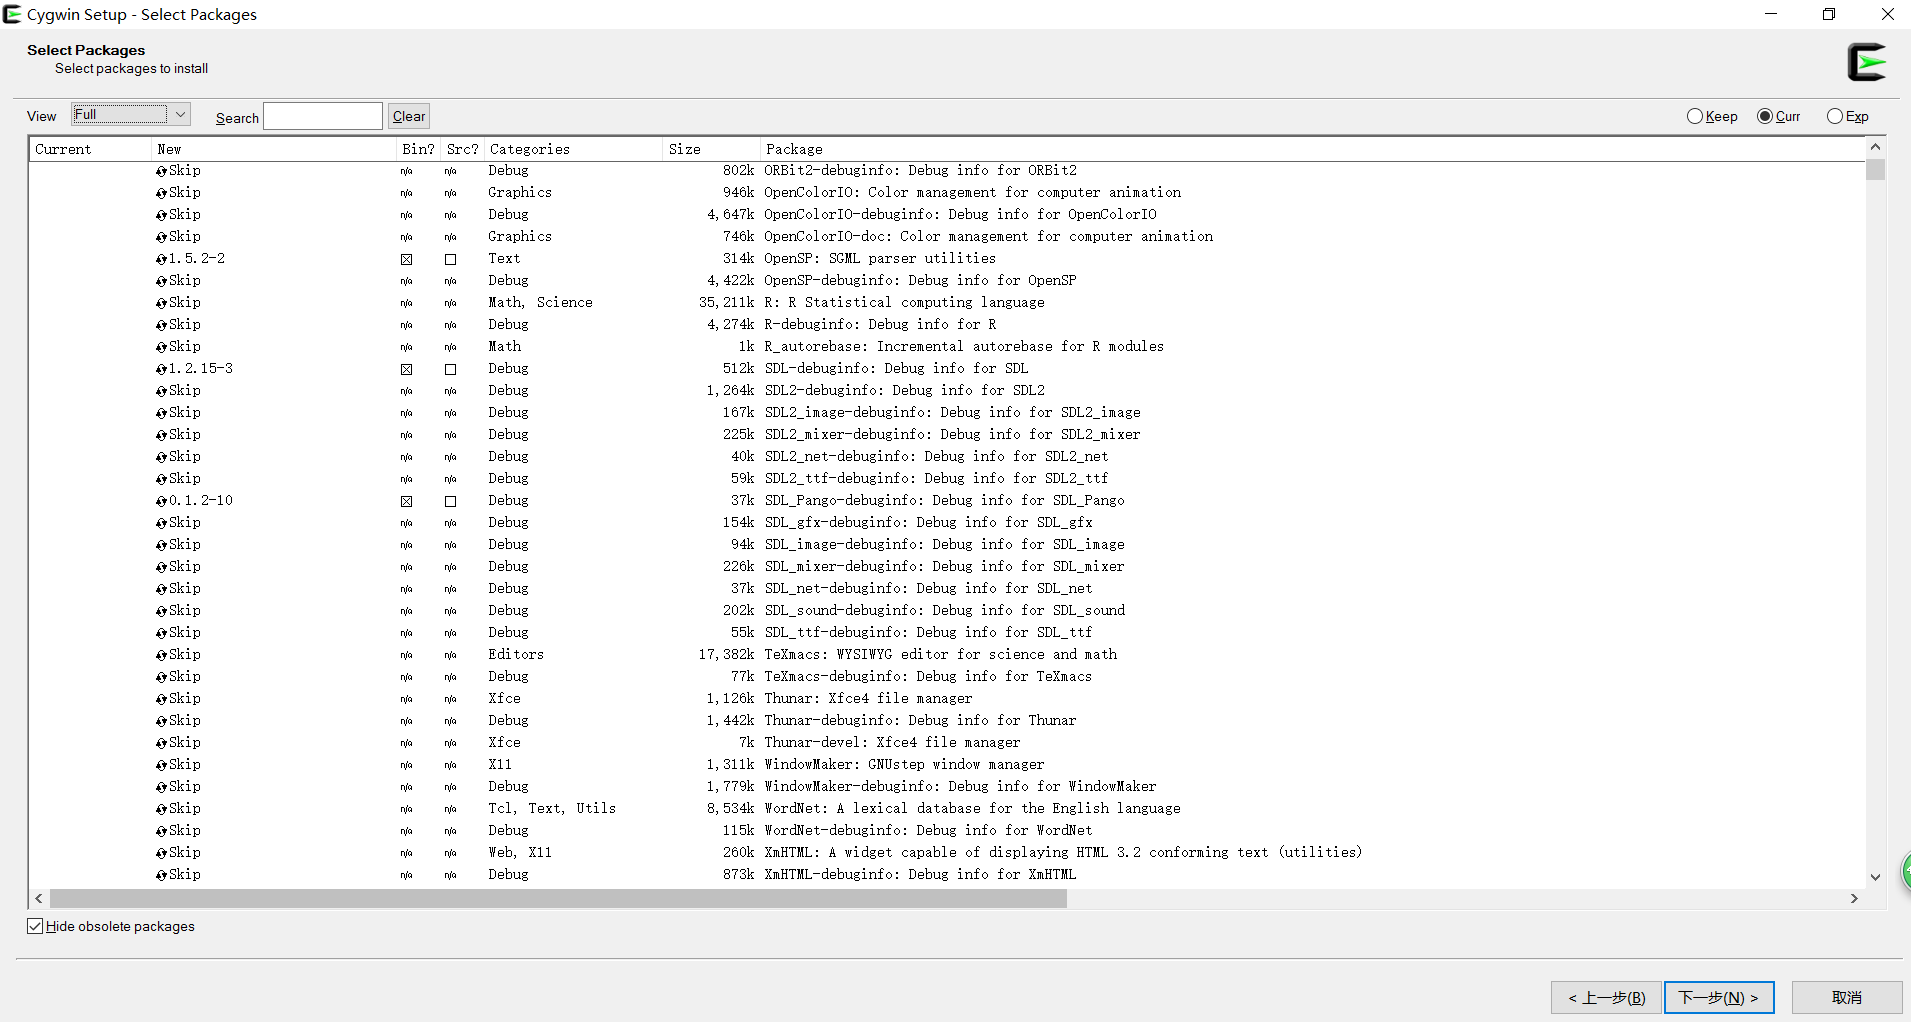 Cygwin Setup - Select Packages
Select Packages
Select packages to install
View Full Search Clear Keep Curr Exp
Current New Bin? Src? Categories Size Package
Skip n/a n/a Debug 802k ORBit2-debuginfo: Debug info for ORBit2
Skip n/a n/a Graphics 946k OpenColorIO: Color management for computer animation
Skip n/a n/a Debug 4,647k OpenColorIO-debuginfo: Debug info for OpenColorIO
Skip n/a n/a Graphics 746k OpenColorIO-doc: Color management for computer animation
1.5.2-2 Text 314k OpenSP: SGML parser utilities
Skip n/a n/a Debug 4,422k OpenSP-debuginfo: Debug info for OpenSP
Skip n/a n/a Math, Science 35,211k R: R Statistical computing language
Skip n/a n/a Debug 4,274k R-debuginfo: Debug info for R
Skip n/a n/a Math 1k R_autorebase: Incremental autorebase for R modules
1.2.15-3 Debug 512k SDL-debuginfo: Debug info for SDL
Skip n/a n/a Debug 1,264k SDL2-debuginfo: Debug info for SDL2
Skip n/a n/a Debug 167k SDL2_image-debuginfo: Debug info for SDL2_image
Skip n/a n/a Debug 225k SDL2_mixer-debuginfo: Debug info for SDL2_mixer
Skip n/a n/a Debug 40k SDL2_net-debuginfo: Debug info for SDL2_net
Skip n/a n/a Debug 59k SDL2_ttf-debuginfo: Debug info for SDL2_ttf
0.1.2-10 Debug 37k SDL_Pango-debuginfo: Debug info for SDL_Pango
Skip n/a n/a Debug 154k SDL_gfx-debuginfo: Debug info for SDL_gfx
Skip n/a n/a Debug 94k SDL_image-debuginfo: Debug info for SDL_image
Skip n/a n/a Debug 226k SDL_mixer-debuginfo: Debug info for SDL_mixer
Skip n/a n/a Debug 37k SDL_net-debuginfo: Debug info for SDL_net
Skip n/a n/a Debug 202k SDL_sound-debuginfo: Debug info for SDL_sound
Skip n/a n/a Debug 55k SDL_ttf-debuginfo: Debug info for SDL_ttf
Skip n/a n/a Editors 17,382k TeXmacs: WYSIWYG editor for science and math
Skip n/a n/a Debug 77k TeXmacs-debuginfo: Debug info for TeXmacs
Skip n/a n/a Xfce 1,126k Thunar: Xfce4 file manager
Skip n/a n/a Debug 1,442k Thunar-debuginfo: Debug info for Thunar
Skip n/a n/a Xfce 7k Thunar-devel: Xfce4 file manager
Skip n/a n/a X11 1,311k WindowMaker: GNUstep window manager
Skip n/a n/a Debug 1,779k WindowMaker-debuginfo: Debug info for WindowMaker
Skip n/a n/a Tcl, Text, Utils 8,534k WordNet: A lexical database for the English language
Skip n/a n/a Debug 115k WordNet-debuginfo: Debug info for WordNet
Skip n/a n/a Web, X11 260k XmHTML: A widget capable of displaying HTML 3.2 conforming text (utilities)
Skip n/a n/a Debug 873k XmHTML-debuginfo: Debug info for XmHTML
Hide obsolete packages
< 上一步(B) 下一步(N) > 取消